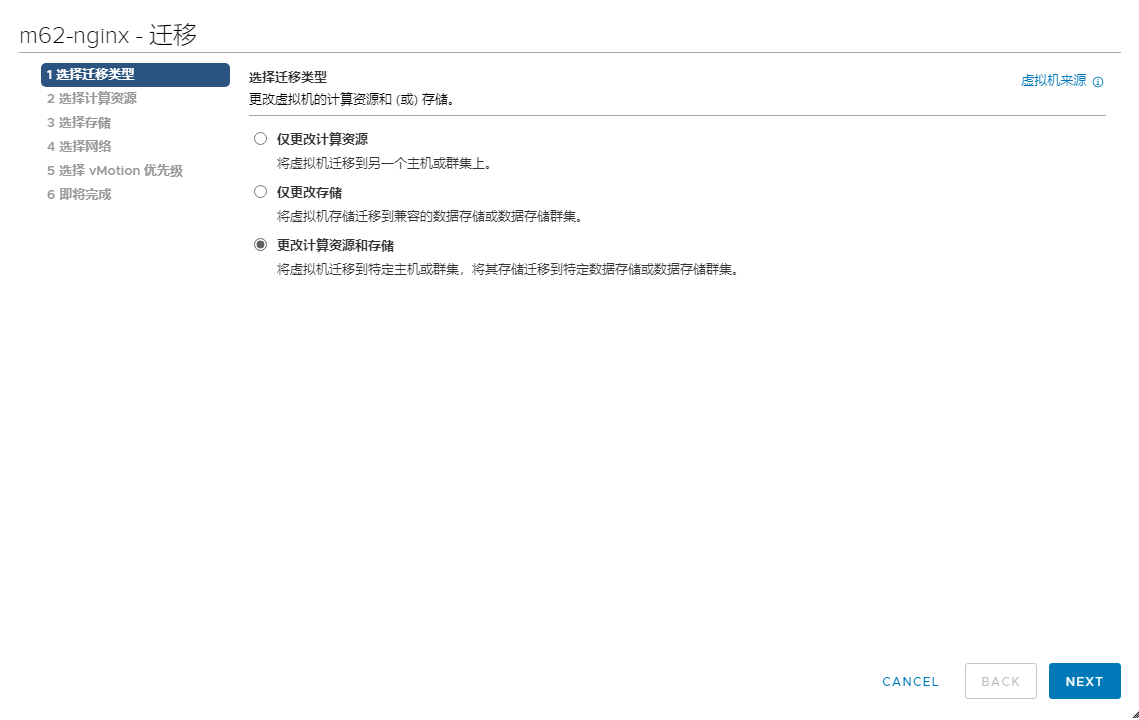 m62-nginx - 迁移
1 选择迁移类型
2 选择计算资源
3 选择存储
4 选择网络
5 选择 vMotion 优先级
6 即将完成
选择迁移类型
虚拟机来源
更改虚拟机的计算资源和 (或) 存储。
仅更改计算资源
将虚拟机迁移到另一个主机或群集上。
仅更改存储
将虚拟机存储迁移到兼容的数据存储或数据存储群集。
更改计算资源和存储
将虚拟机迁移到特定主机或群集，将其存储迁移到特定数据存储或数据存储群集。
CANCEL
BACK
NEXT